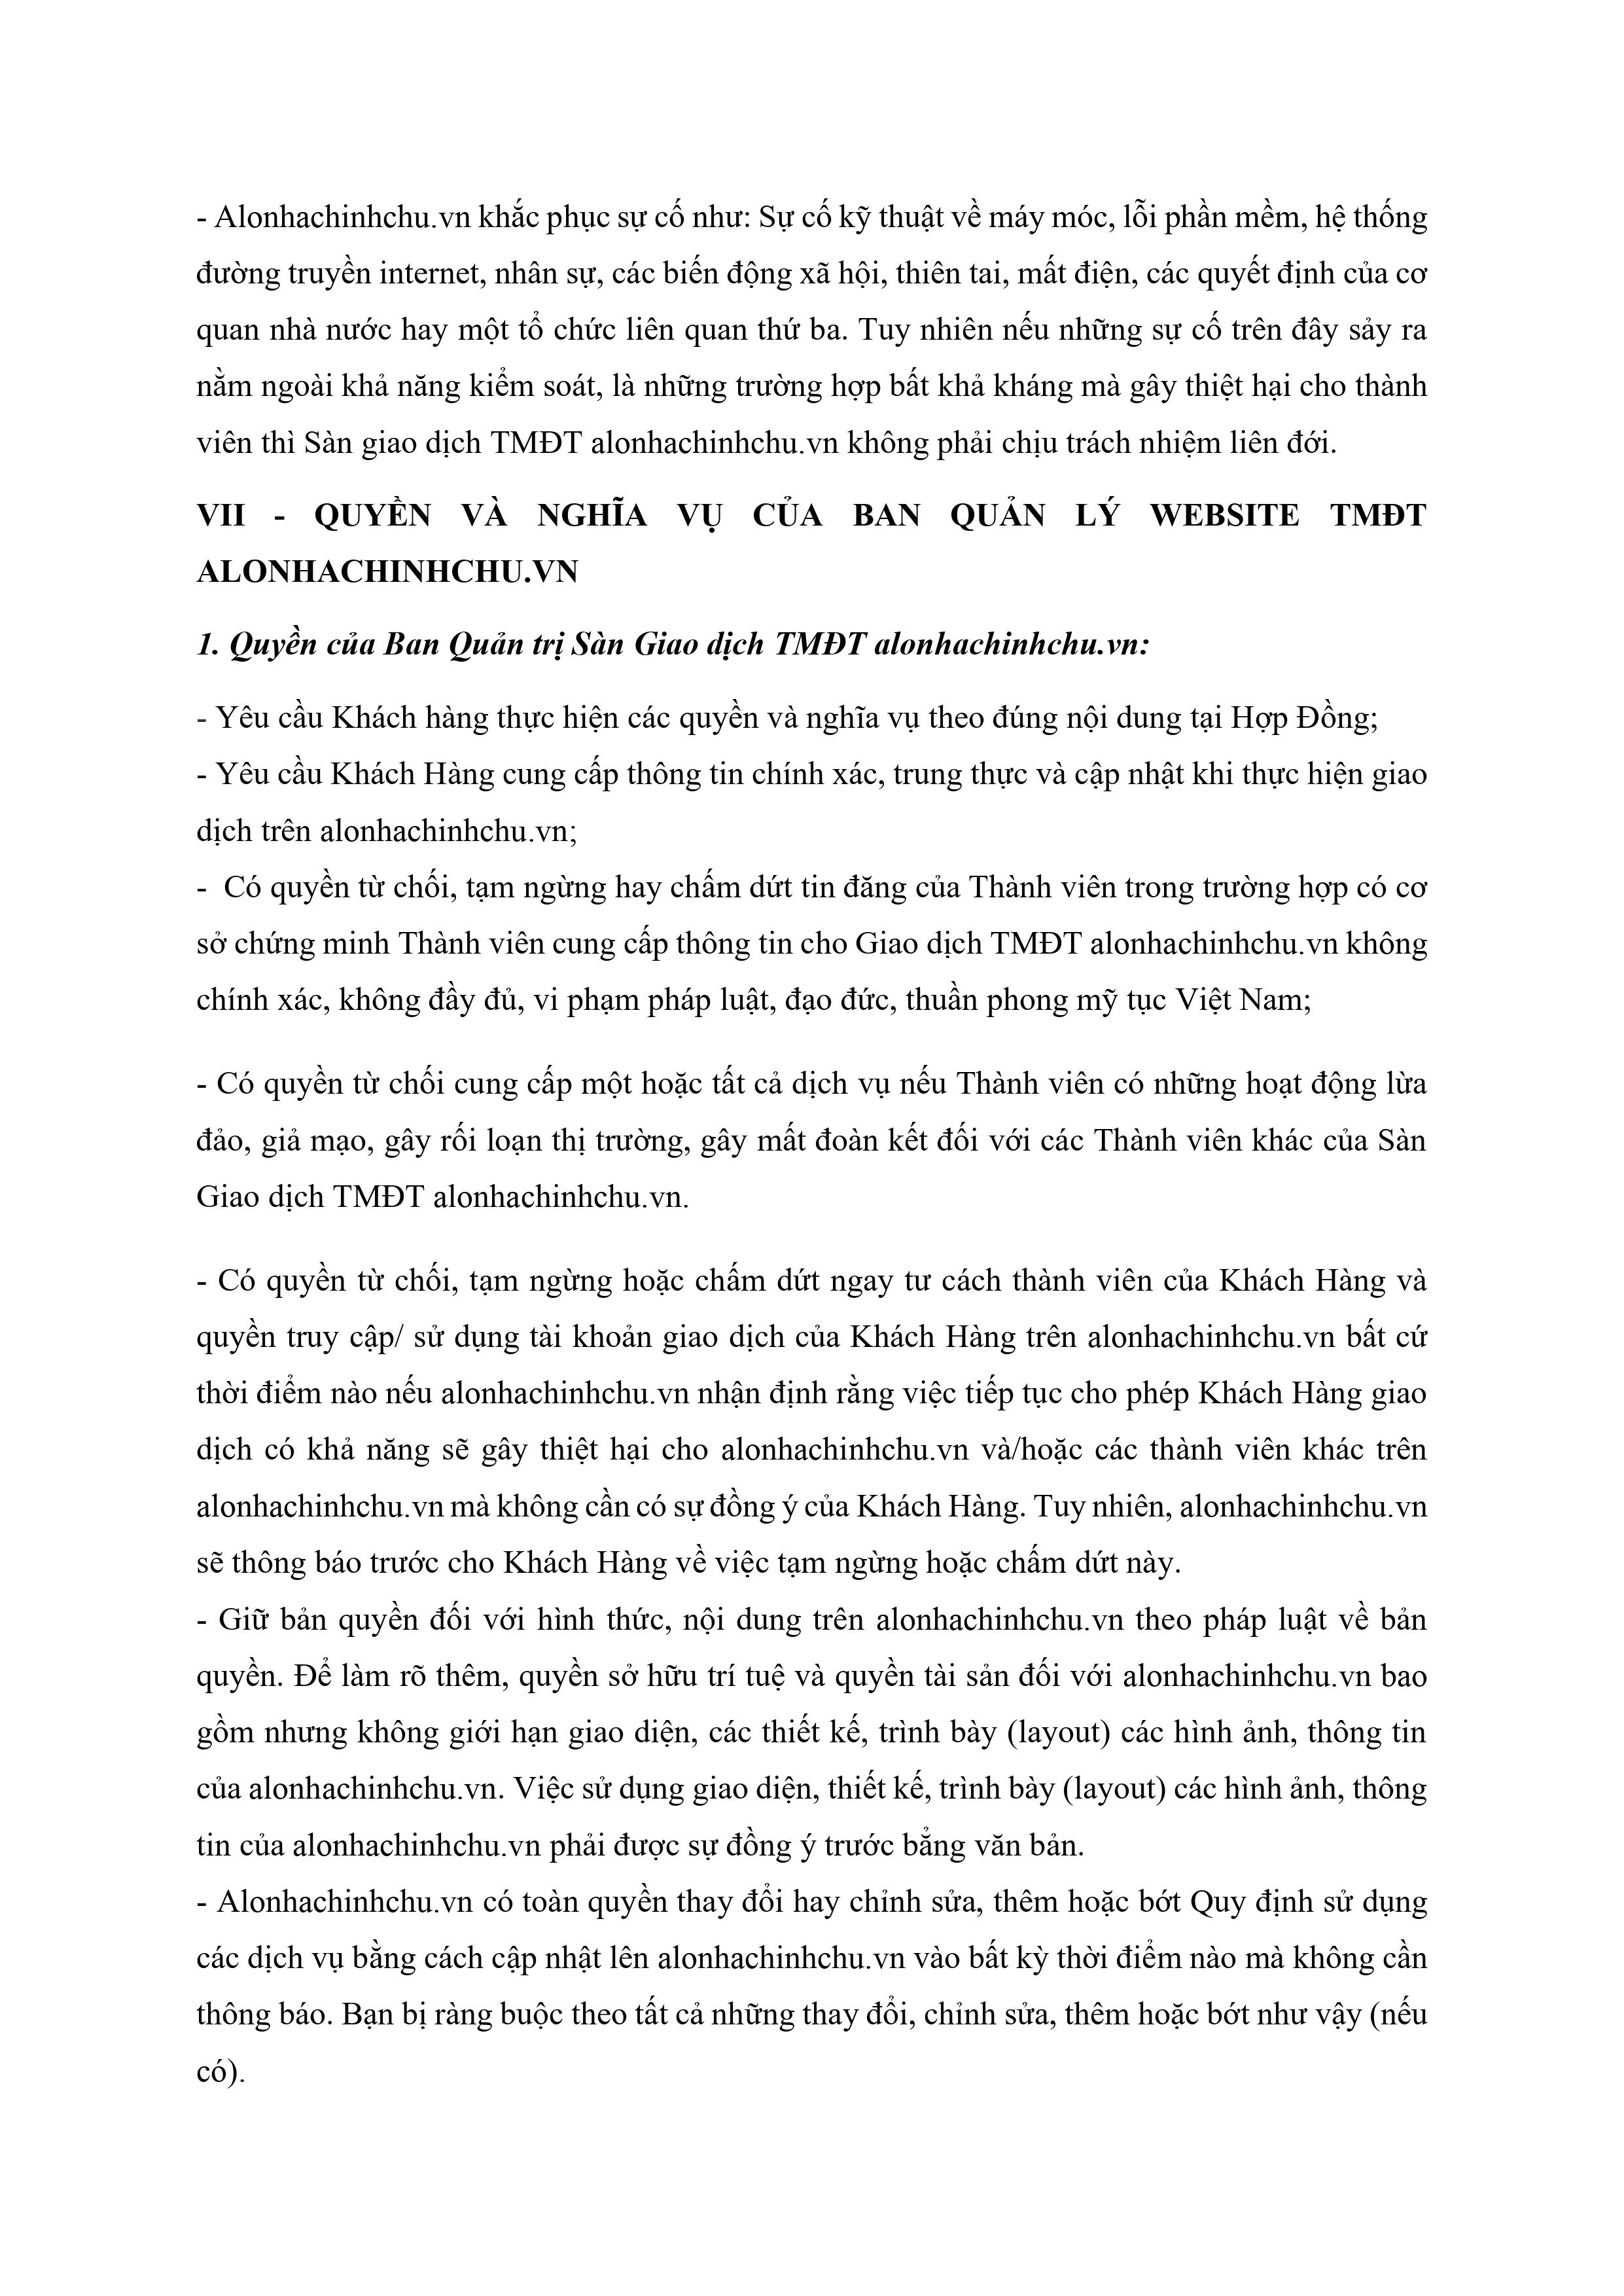 - Alonhachinhchu.vn khắc phục sự cố như: Sự cố kỹ thuật về máy móc, lỗi phần mềm, hệ thống
đường truyền internet, nhân sự, các biến động xã hội, thiên tai, mất điện, các quyết định của cơ
quan nhà nước hay một tổ chức liên quan thứ ba. Tuy nhiên nếu những sự cố trên đây sảy ra
nằm ngoài khả năng kiểm soát, là những trường hợp bất khả kháng mà gây thiệt hại cho thành
viên thì Sàn giao dịch TMĐT alonhachinhchu.vn không phải chịu trách nhiệm liên đới.
VII - QUYỀN VÀ NGHĨA VỤ CỦA BAN QUẢN LÝ WEBSITE TMĐT
ALONHACHINHCHU.VN
1. Quyền của Ban Quản trị Sàn Giao dịch TMĐT alonhachinhchu.vn:
- Yêu cầu Khách hàng thực hiện các quyền và nghĩa vụ theo đúng nội dung tại Hợp Đồng;
- Yêu cầu Khách Hàng cung cấp thông tin chính xác, trung thực và cập nhật khi thực hiện giao
dịch trên alonhachinhchu.vn;
- Có quyền từ chối, tạm ngừng hay chấm dứt tin đăng của Thành viên trong trường hợp có cơ
sở chứng minh Thành viên cung cấp thông tin cho Giao dịch TMĐT alonhachinhchu.vn không
chính xác, không đầy đủ, vi phạm pháp luật, đạo đức, thuần phong mỹ tục Việt Nam;
- Có quyền từ chối cung cấp một hoặc tất cả dịch vụ nếu Thành viên có những hoạt động lừa
đảo, giả mạo, gây rối loạn thị trường, gây mất đoàn kết đối với các Thành viên khác của Sàn
Giao dịch TMĐT alonhachinhchu.vn.
- Có quyền từ chối, tạm ngừng hoặc chấm dứt ngay tư cách thành viên của Khách Hàng và
quyền truy cập/ sử dụng tài khoản giao dịch của Khách Hàng trên alonhachinhchu.vn bất cứ
thời điểm nào nếu alonhachinhchu.vn nhận định rằng việc tiếp tục cho phép Khách Hàng giao
dịch có khả năng sẽ gây thiệt hại cho alonhachinhchu.vn và/hoặc các thành viên khác trên
alonhachinhchu.vn mà không cần có sự đồng ý của Khách Hàng. Tuy nhiên, alonhachinhchu.vn
sẽ thông báo trước cho Khách Hàng về việc tạm ngừng hoặc chấm dứt này.
- Giữ bản quyền đối với hình thức, nội dung trên alonhachinhchu.vn theo pháp luật về bản
quyền. Để làm rõ thêm, quyền sở hữu trí tuệ và quyền tài sản đối với alonhachinhchu.vn bao
gồm nhưng không giới hạn giao diện, các thiết kế, trình bày (layout) các hình ảnh, thông tin
của alonhachinhchu.vn. Việc sử dụng giao diện, thiết kế, trình bày (layout) các hình ảnh, thông
tin của alonhachinhchu.vn phải được sự đồng ý trước bẳng văn bản.
- Alonhachinhchu.vn có toàn quyền thay đổi hay chỉnh sửa, thêm hoặc bớt Quy định sử dụng
các dịch vụ bằng cách cập nhật lên alonhachinhchu.vn vào bất kỳ thời điểm nào mà không cần
thông báo. Bạn bị ràng buộc theo tất cả những thay đổi, chỉnh sửa, thêm hoặc bớt như vậy (nếu
có).